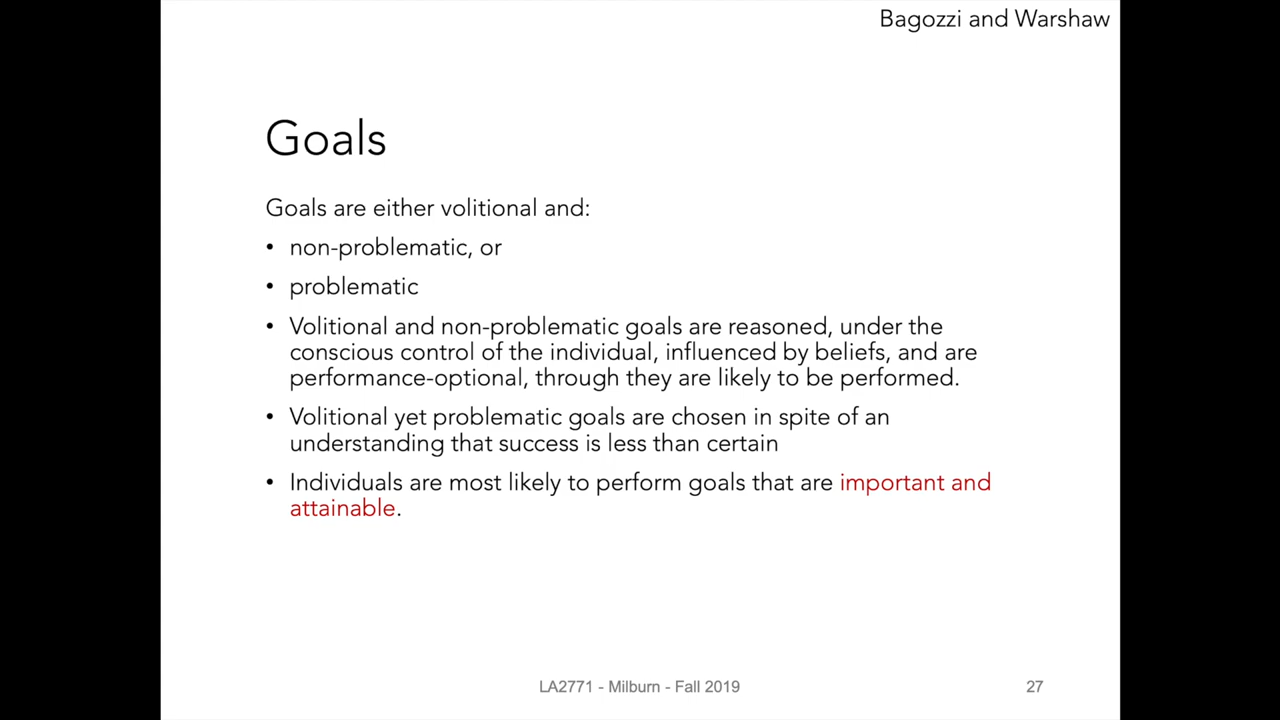 Bagozzi and Warshaw
Goals
Goals are either volitional and:
• non-problematic, or
• problematic
• Volitional and non-problematic goals are reasoned, under the
conscious control of the individual, influenced by beliefs, and are
performance-optional, through they are likely to be performed.
• Volitional yet problematic goals are chosen in spite of an
understanding that success is less than certain
• Individuals are most likely to perform goals that are important and
attainable.
LA2771 - Milburn - Fall 2019
27